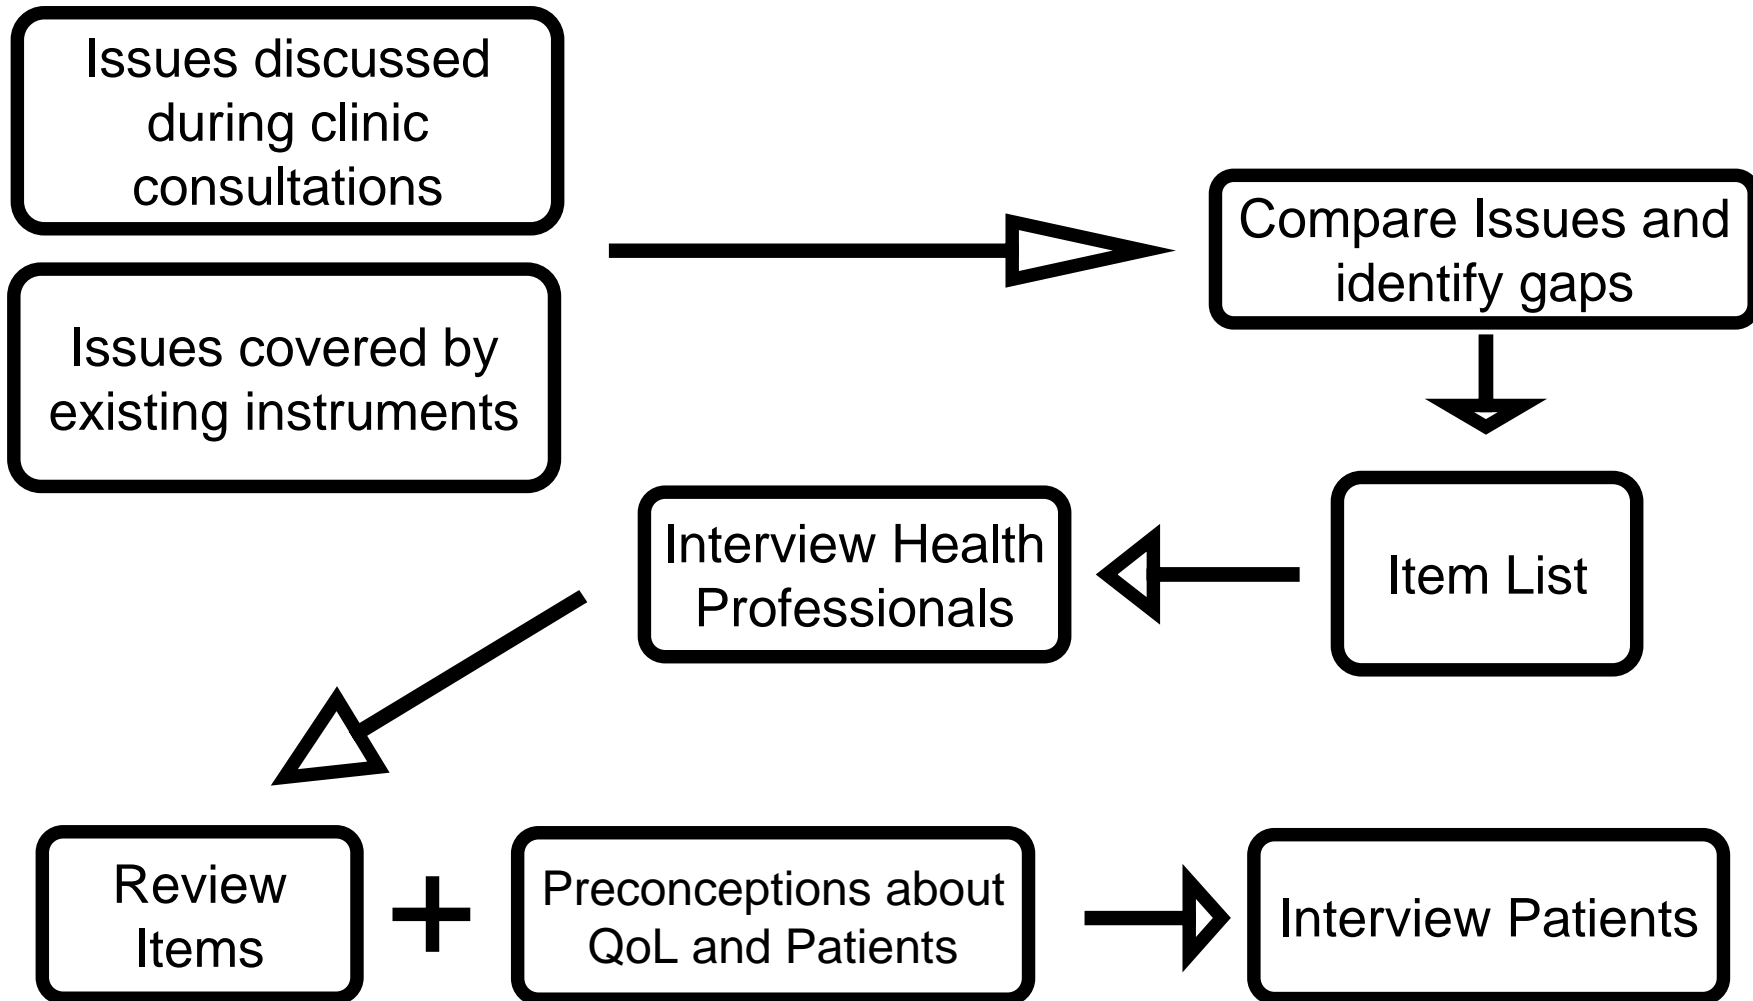 Issues discussed
during clinic
consultations
Issues covered by
existing instruments
Compare Issues and
identify gaps
Item List
Interview Health
Professionals
Review
Items
+
Preconceptions about
QoL and Patients
Interview Patients